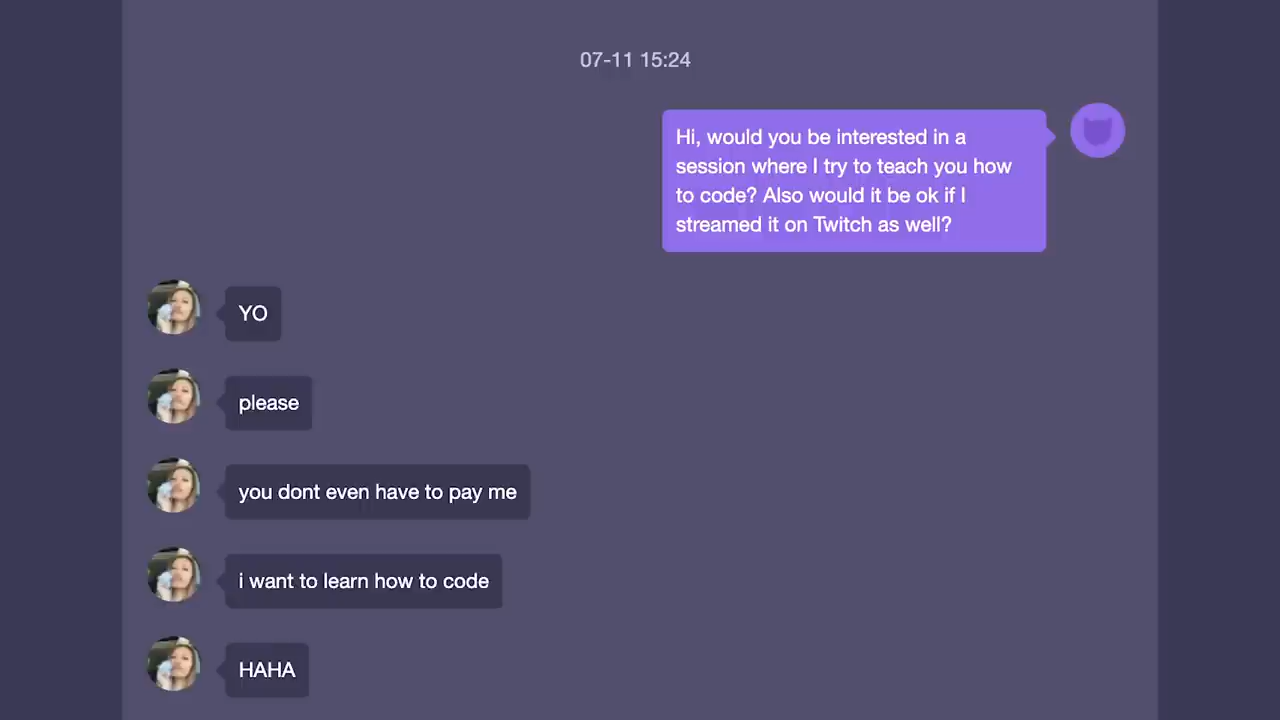 07-11 15:24
Hi, would you be interested in a
session where I try to teach you how
to code? Also would it be ok if I
streamed it on Twitch as well?
YO
please
you dont even have to pay me
i want to learn how to code
HAHA